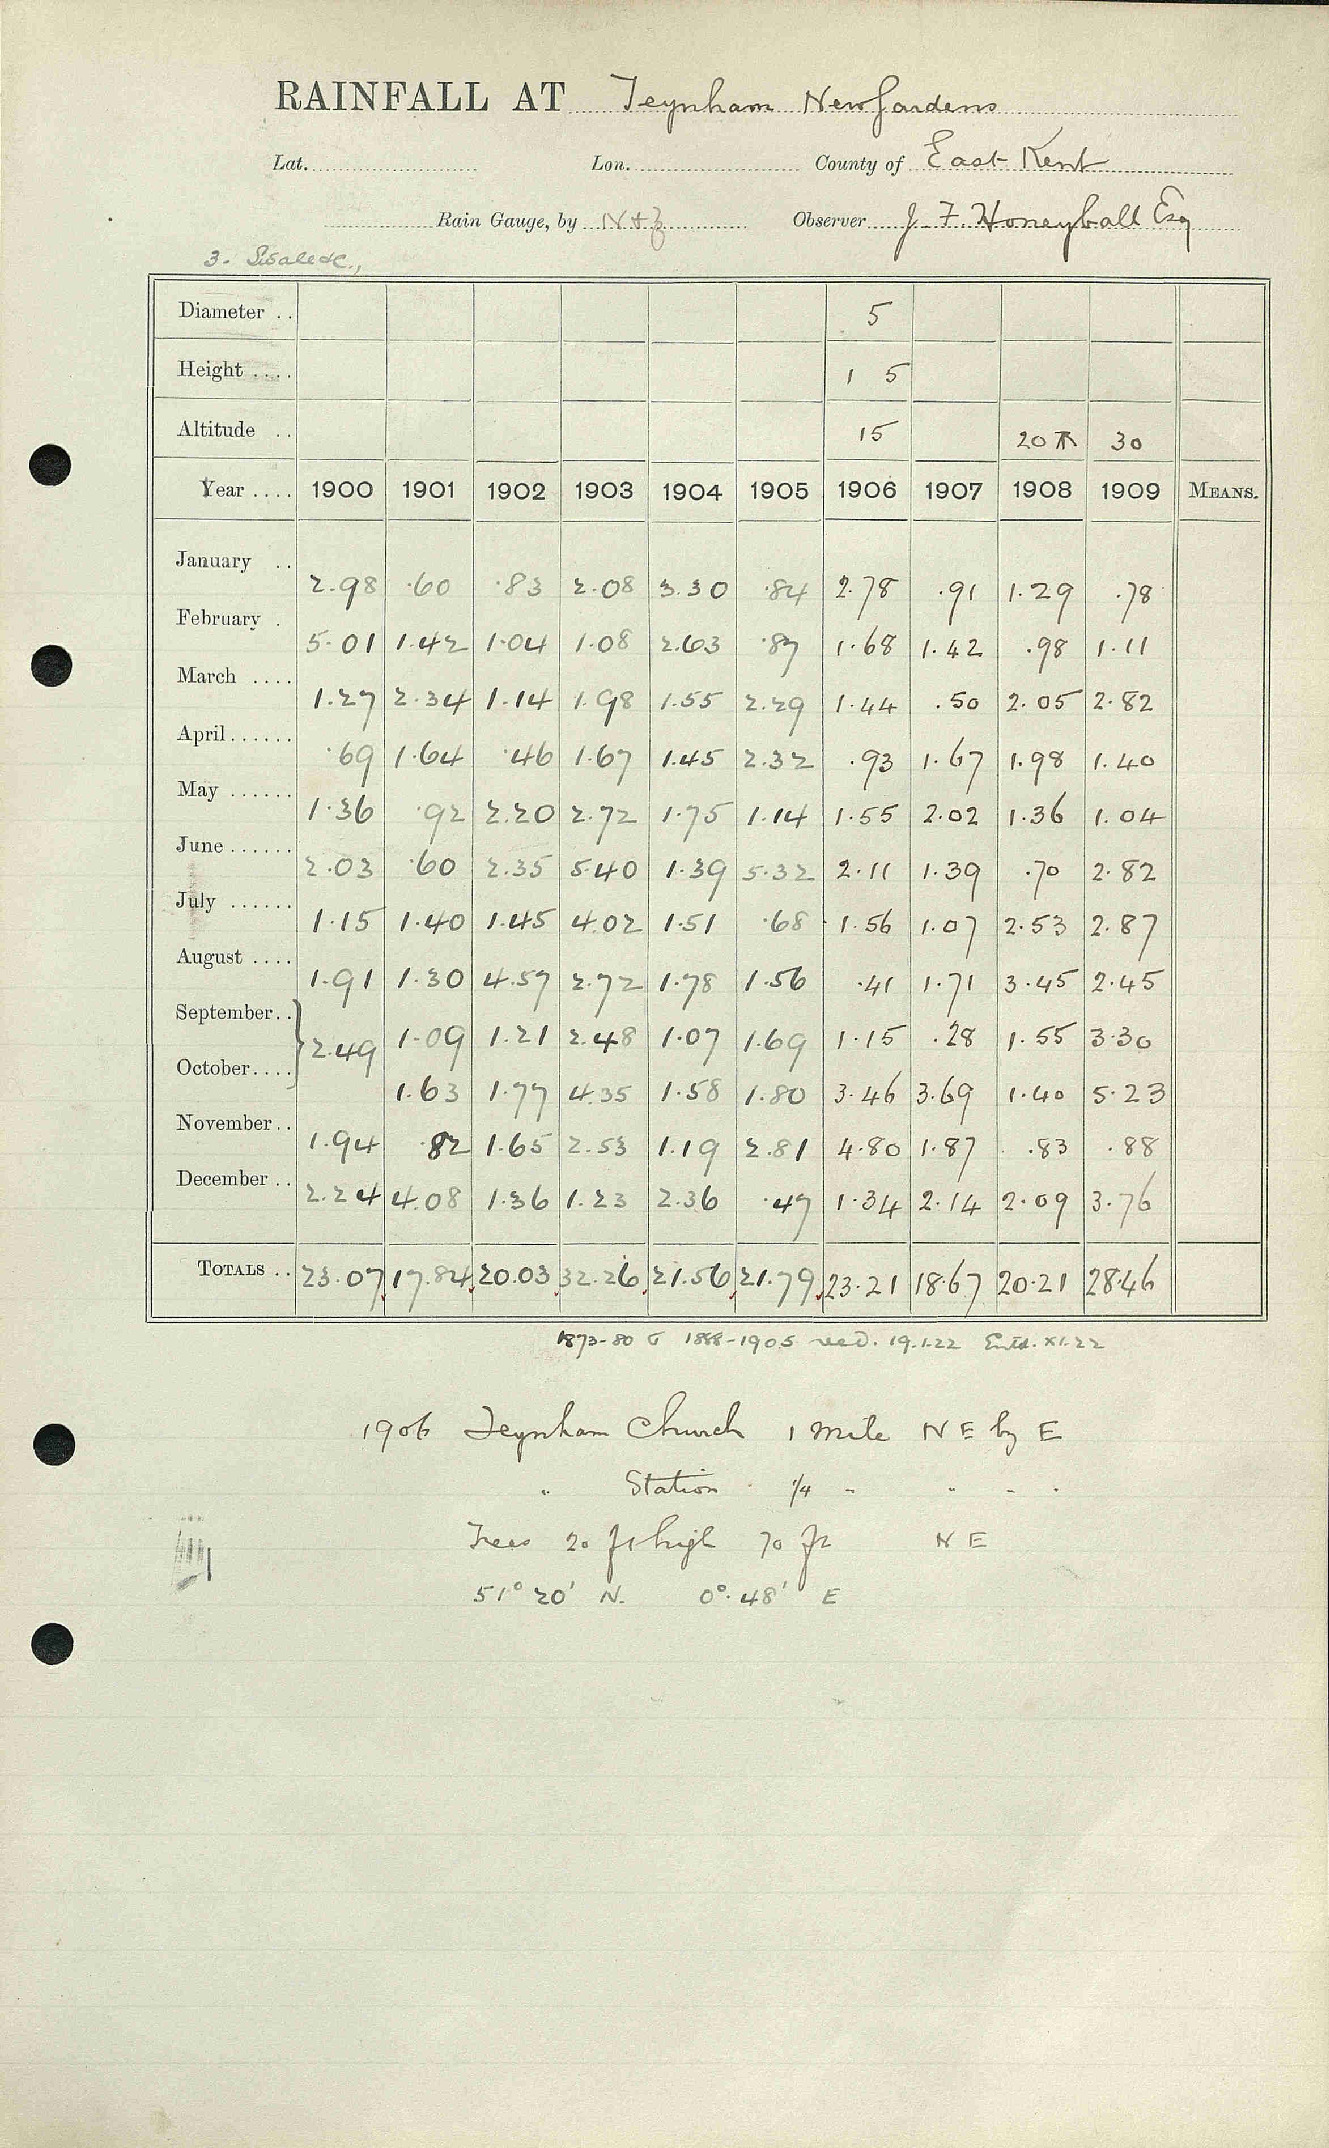 RAINFALL AT Teynham New Gardens
Lat. Lon. County of East Kent
Rain Gauge, by N & Z Observer J. F. Honeyball Esq
3.
Diameter .. 5
Height .... 1 5
Altitude .. 15 20 30
Year .... 1900 1901 1902 1903 1904 1905 1906 1907 1908 1909 MEANS.
January .. 2.98 .60 .83 2.08 3.30 .84 2.78 .91 1.29 .78
February . 5.01 1.42 1.04 1.08 2.63 .87 1.68 1.42 .98 1.11
March .... 1.27 2.34 1.14 1.98 1.55 2.29 1.44 .50 2.05 2.82
April ...... .69 1.64 .46 1.67 1.45 2.32 .93 1.67 1.98 1.40
May ...... 1.36 .92 2.20 2.72 1.75 1.14 1.55 2.02 1.36 1.04
June ...... 2.03 .60 2.35 5.40 1.39 5.32 2.11 1.39 .70 2.82
July ...... 1.15 1.40 1.45 4.02 1.51 .68 1.56 1.07 2.53 2.87
August .... 1.91 1.30 4.57 2.72 1.78 1.56 .41 1.71 3.45 2.45
September .. } 2.49 1.09 1.21 2.48 1.07 1.69 1.15 .28 1.55 3.30
October .... 1.63 1.77 4.35 1.58 1.80 3.46 3.69 1.40 5.23
November .. 1.94 .82 1.65 2.53 1.19 2.81 4.80 1.87 .83 .88
December .. 2.24 4.08 1.36 1.23 2.36 .47 1.34 2.14 2.09 3.76
TOTALS .. 23.07 17.84 20.03 32.26 21.56 21.79 23.21 18.67 20.21 28.46
1873-80 & 1888-1905 recd. 19.1.22 Entd. XI.22
1906 Teynham Church 1 mile N E by E
" Station 1/4 " " " "
Trees 20 ft high 70 ft N E
51° 20' N. 0°. 48' E